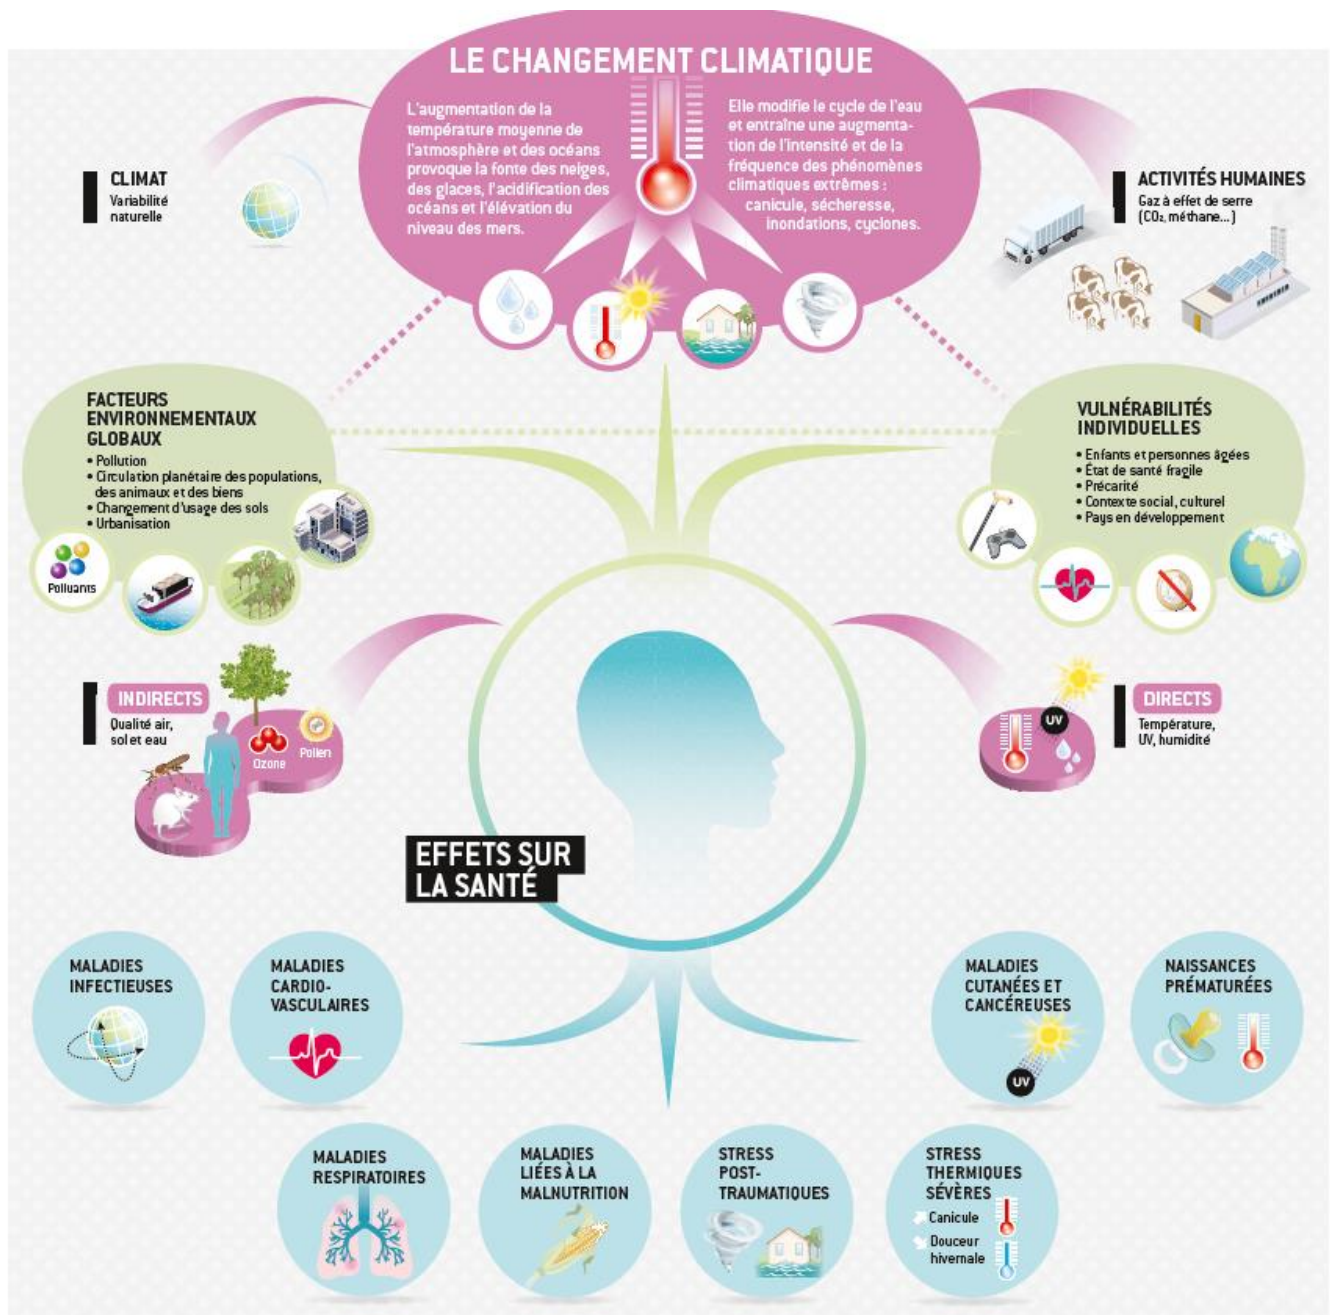 LE CHANGEMENT CLIMATIQUE
L'augmentation de la
température moyenne de
l'atmosphère et des océans
provoque la fonte des neiges,
des glaces, l'acidification des
océans et l'élévation du
niveau des mers.
Elle modifie le cycle de l'eau
et entraîne une augmenta-
tion de l'intensité et de la
fréquence des phénomènes
climatiques extrêmes :
canicule, sécheresse,
inondations, cyclones.
CLIMAT
Variabilité
naturelle
ACTIVITÉS HUMAINES
Gaz à effet de serre
(CO₂, méthane...)
FACTEURS
ENVIRONNEMENTAUX
GLOBAUX
• Pollution
• Circulation planétaire des populations,
des animaux et des biens
• Changement d'usage des sols
• Urbanisation
Polluants
VULNÉRABILITÉS
INDIVIDUELLES
• Enfants et personnes âgées
• État de santé fragile
• Précarité
• Contexte social, culturel
• Pays en développement
INDIRECTS
Qualité air,
sol et eau
Ozone
Pollen
UV
DIRECTS
Température,
UV, humidité
EFFETS SUR
LA SANTÉ
MALADIES
INFECTIEUSES
MALADIES
CARDIO-
VASCULAIRES
MALADIES
CUTANÉES ET
CANCÉREUSES
UV
NAISSANCES
PRÉMATURÉES
MALADIES
RESPIRATOIRES
MALADIES
LIÉES À LA
MALNUTRITION
STRESS
POST-
TRAUMATIQUES
STRESS
THERMIQUES
SÉVÈRES
Canicule
Douceur
hivernale